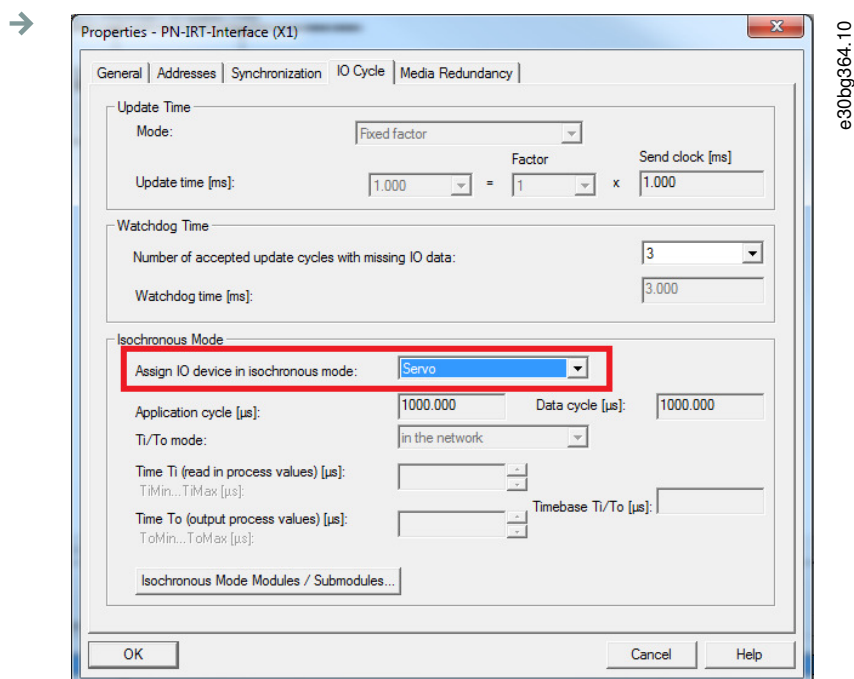 Properties - PN-IRT-Interface (X1)
General Addresses Synchronization IO Cycle Media Redundancy
Update Time
Mode: Fixed factor
Factor Send clock [ms]
Update time [ms]: 1.000 = 1 x 1.000
Watchdog Time
Number of accepted update cycles with missing IO data: 3
Watchdog time [ms]: 3.000
Isochronous Mode
Assign IO device in isochronous mode: Servo
Application cycle [µs]: 1000.000 Data cycle [µs]: 1000.000
Ti/To mode: in the network
Time Ti (read in process values) [µs]:
TiMin...TiMax [µs]:
Timebase Ti/To [µs]:
Time To (output process values) [µs]:
ToMin...ToMax [µs]:
Isochronous Mode Modules / Submodules...
OK Cancel Help
e30bg364.10